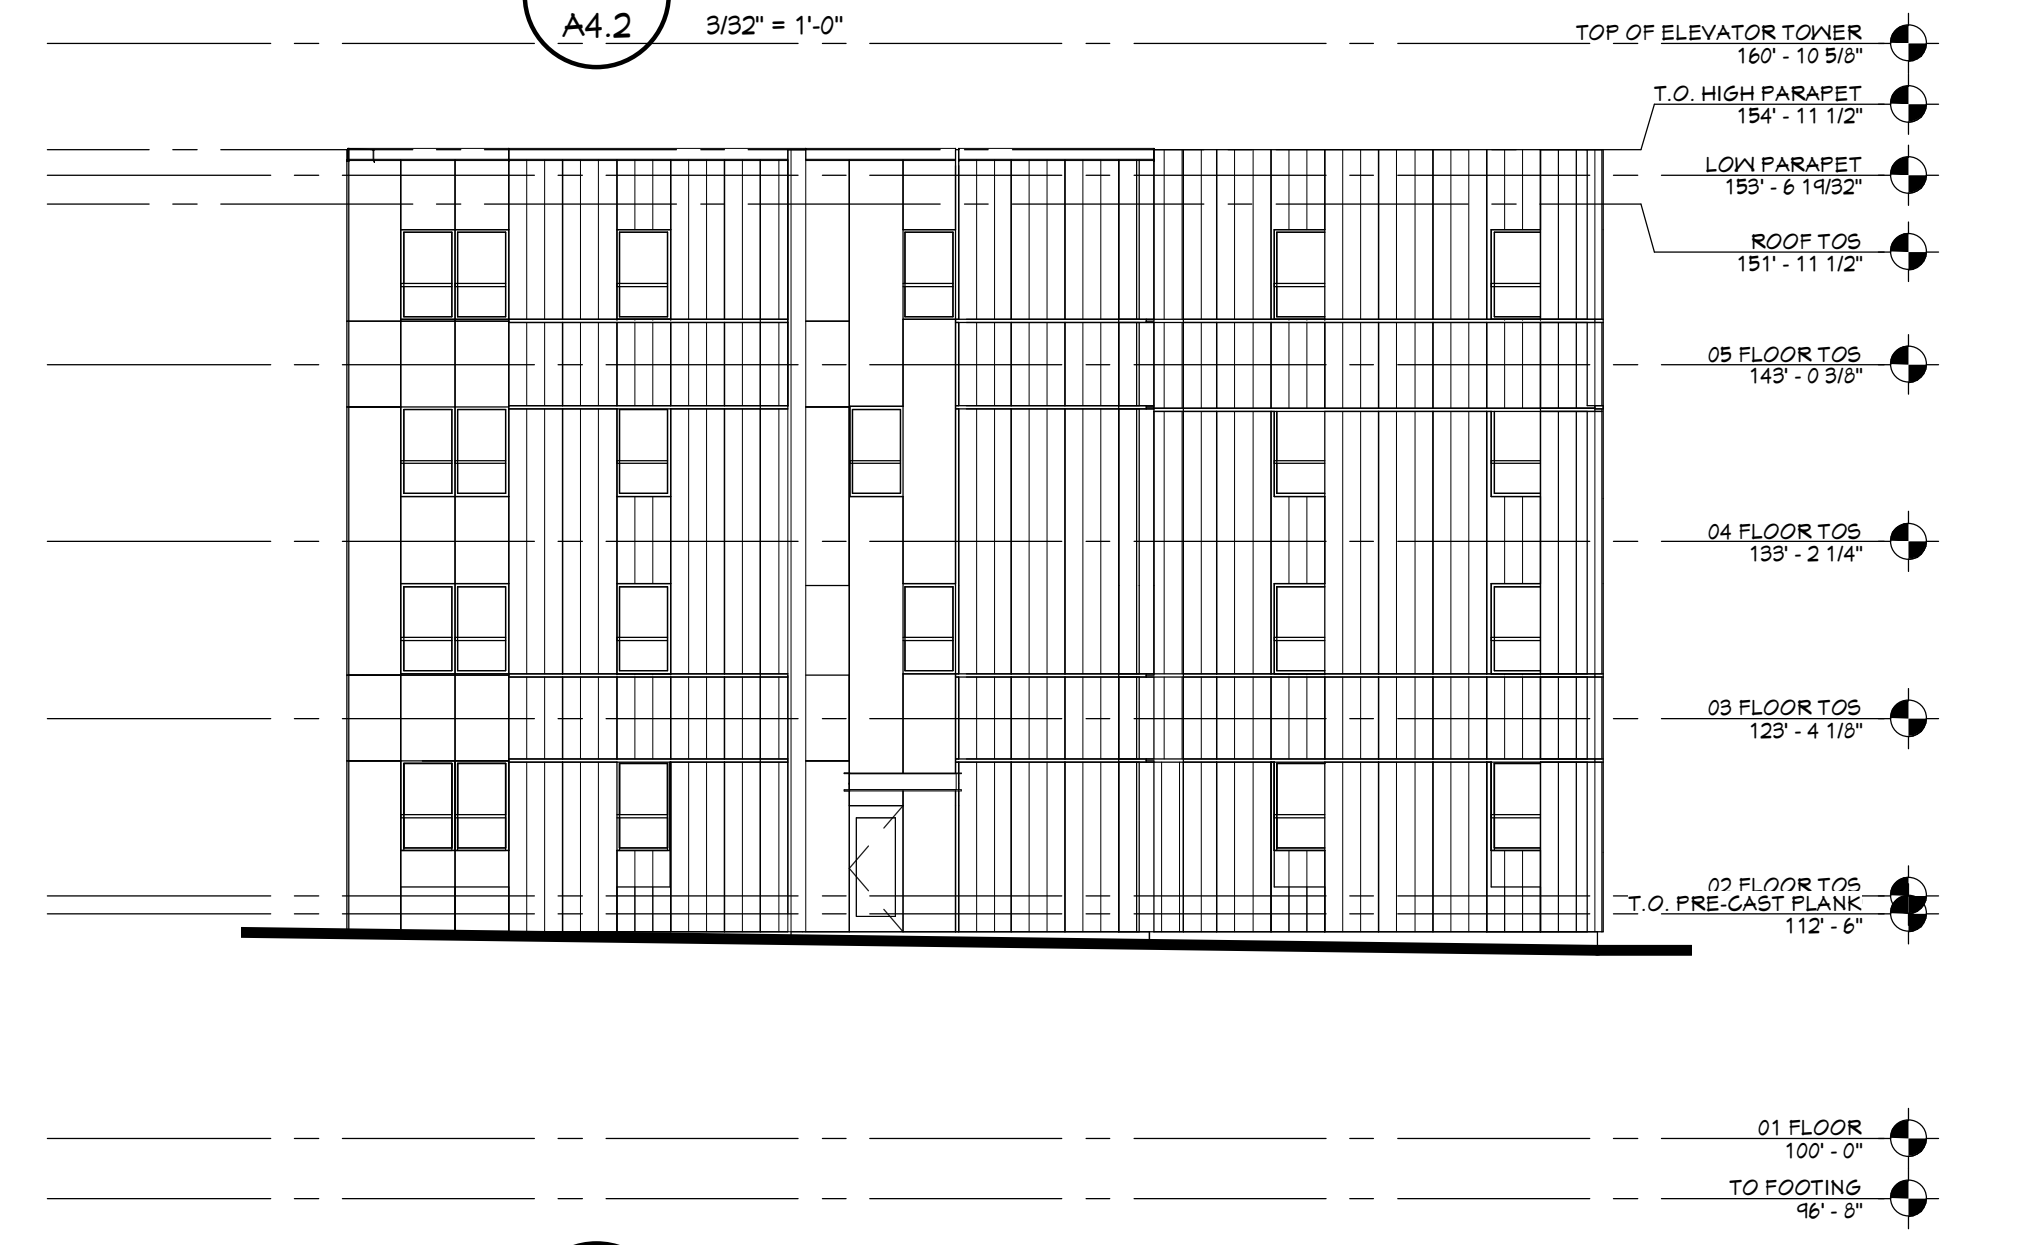 A4.2
3/32" = 1'-0"
TOP OF ELEVATOR TOWER
160' - 10 5/8"
T.O. HIGH PARAPET
154' - 11 1/2"
LOW PARAPET
153' - 6 19/32"
ROOF TOS
151' - 11 1/2"
05 FLOOR TOS
143' - 0 3/8"
04 FLOOR TOS
133' - 2 1/4"
03 FLOOR TOS
123' - 4 1/8"
02 FLOOR TOS
T.O. PRE-CAST PLANK
112' - 6"
01 FLOOR
100' - 0"
TO FOOTING
96' - 8"